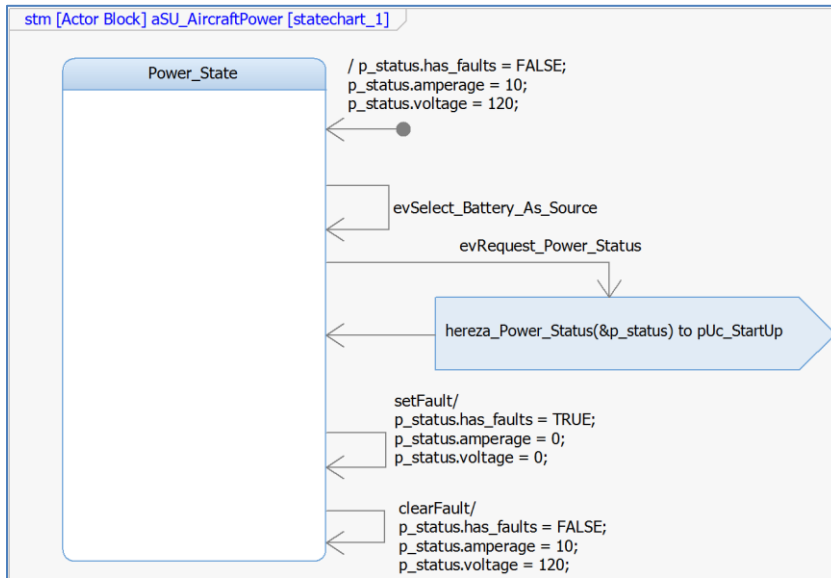 stm [Actor Block] aSU_AircraftPower [statechart_1]
Power_State
/ p_status.has_faults = FALSE;
p_status.amperage = 10;
p_status.voltage = 120;
evSelect_Battery_As_Source
evRequest_Power_Status
hereza_Power_Status(&p_status) to pUc_StartUp
setFault/
p_status.has_faults = TRUE;
p_status.amperage = 0;
p_status.voltage = 0;
clearFault/
p_status.has_faults = FALSE;
p_status.amperage = 10;
p_status.voltage = 120;